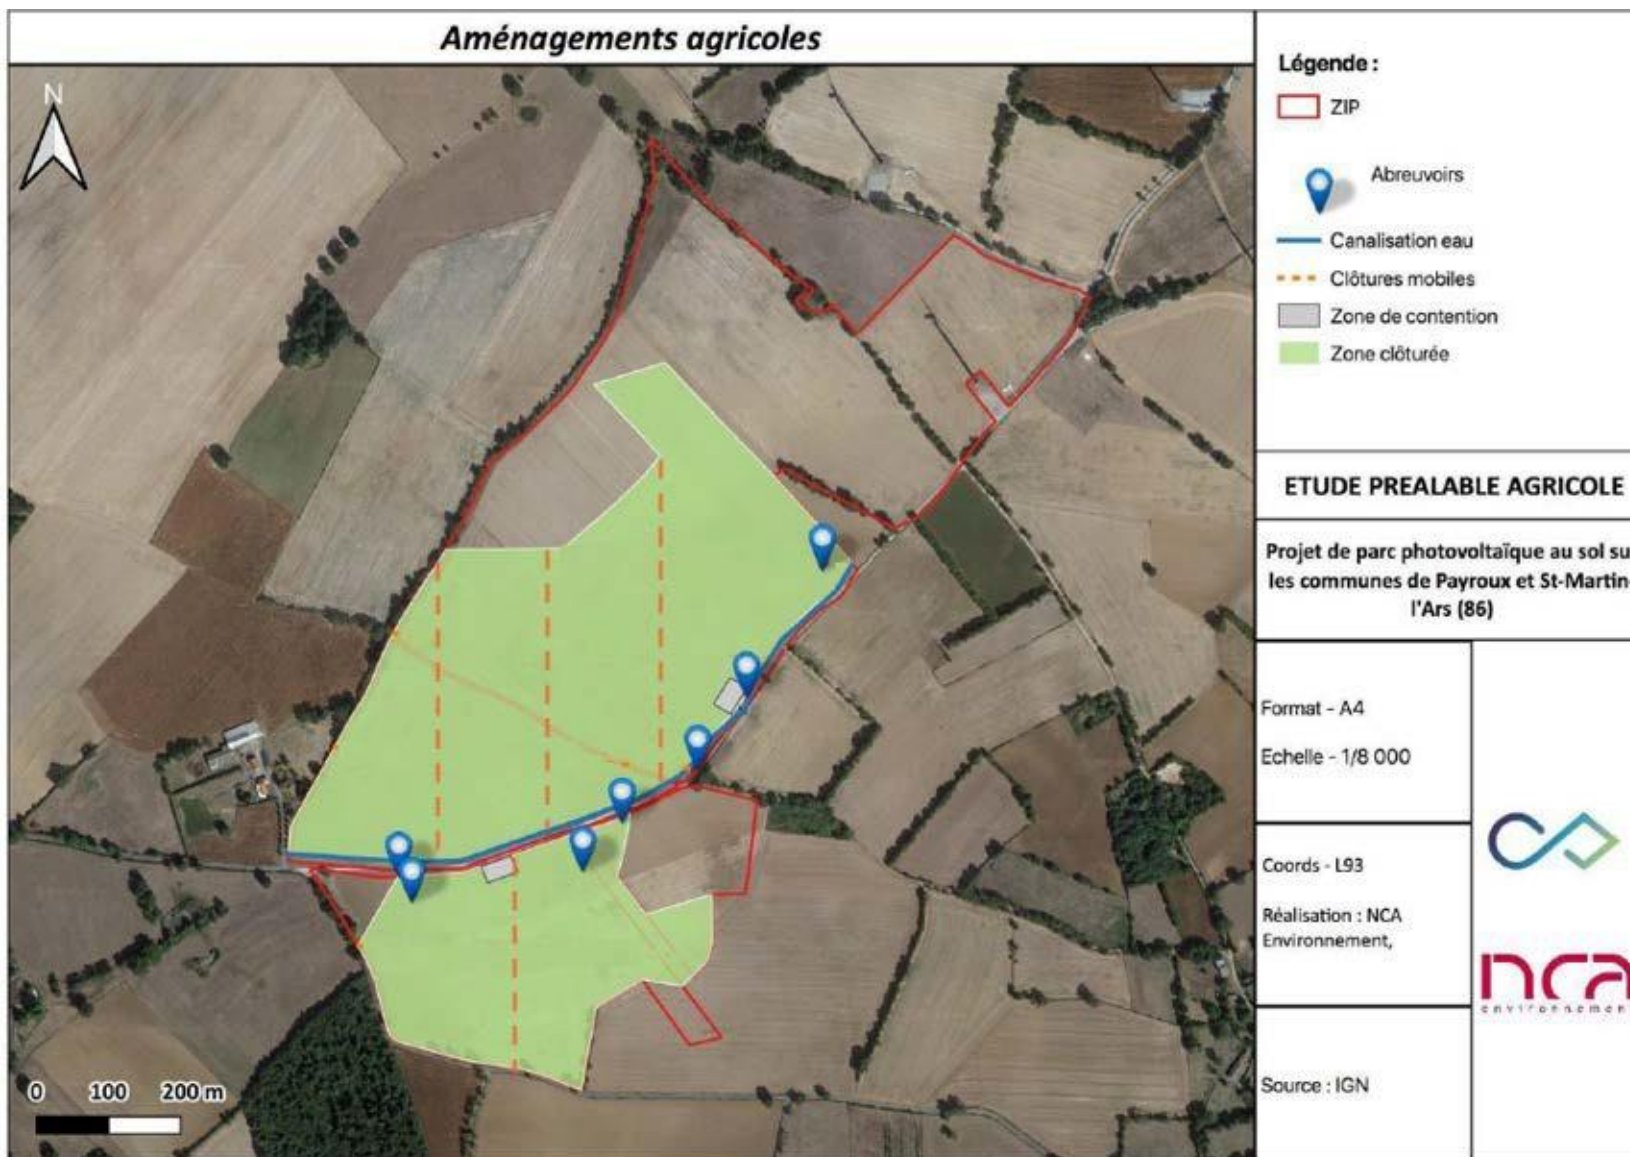 Aménagements agricoles
N
0 100 200 m
Légende :
ZIP
Abreuvoirs
Canalisation eau
Clôtures mobiles
Zone de contention
Zone clôturée
ETUDE PREALABLE AGRICOLE
Projet de parc photovoltaïque au sol su
les communes de Payroux et St-Martin-
l'Ars (86)
Format - A4
Echelle - 1/8 000
Coords - L93
Réalisation : NCA
Environnement,
Source : IGN
nca
environnemen